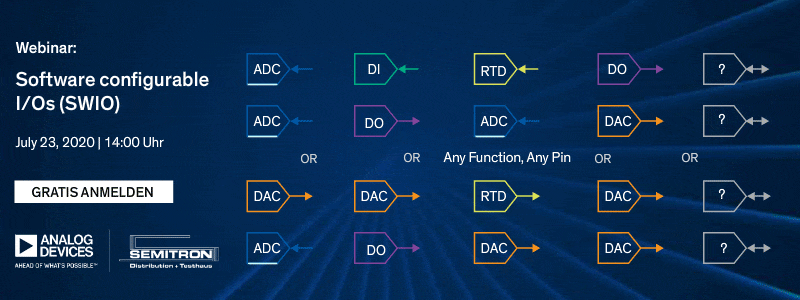 Webinar:
Software configurable
I/Os (SWIO)
July 23, 2020 | 14:00 Uhr
GRATIS ANMELDEN
ANALOG
DEVICES
AHEAD OF WHAT'S POSSIBLE™
SEMITRON
Distribution + Testhaus
ADC DI RTD DO ?
ADC DO ADC DAC ?
OR OR Any Function, Any Pin OR OR
DAC DAC RTD DAC ?
ADC DO DAC DAC ?